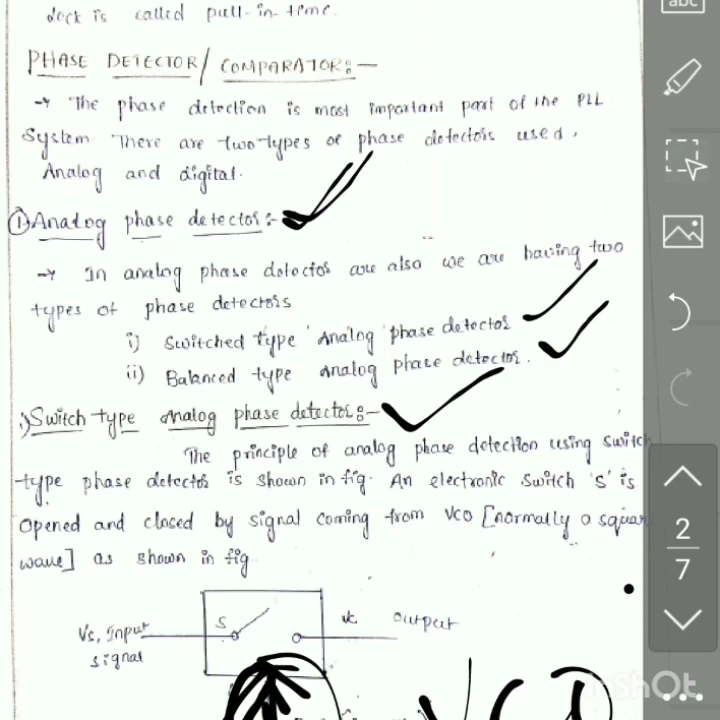 dock is called pull-in-time.
PHASE DETECTOR/ COMPARATOR:-
→ The phase detection is most important part of the PLL
System. There are two types of phase detectors used,
Analog and digital.
① Analog phase detector:-
→ In analog phase detector are also we are having two
types of phase detectors
i) Switched type Analog phase detector
ii) Balanced type Analog phase detector.
i) Switch type Analog phase detector:-
The principle of analog phase detection using switch
type phase detector is shown in fig. An electronic switch 's' is
opened and closed by signal coming from VCO [normally a square
wave] as shown in fig
Vs, Input signal
S
Vc output
VCO
abc
2
7
InShOt